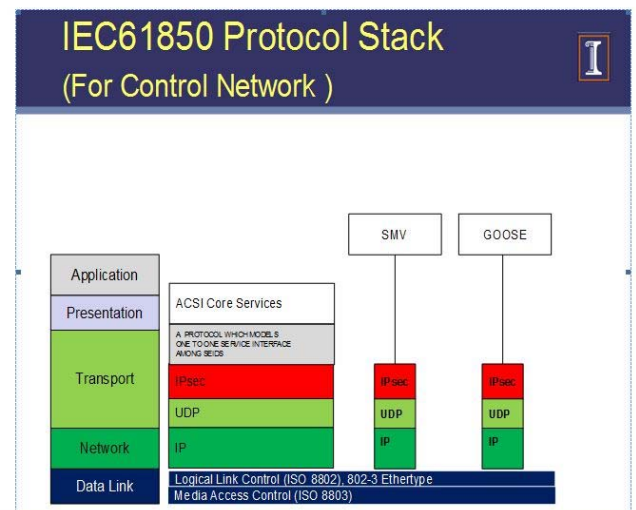 IEC61850 Protocol Stack
(For Control Network )
I
SMV
GOOSE
Application
Presentation
Transport
Network
Data Link
ACSI Core Services
A PROTOCOL WHICH MODELS
ONE TO ONE SERVICE INTERFACE
AMONG SEIDS
IPsec
UDP
IP
IPsec
UDP
IP
IPsec
UDP
IP
Logical Link Control (ISO 8802), 802-3 Ethertype
Media Access Control (ISO 8803)